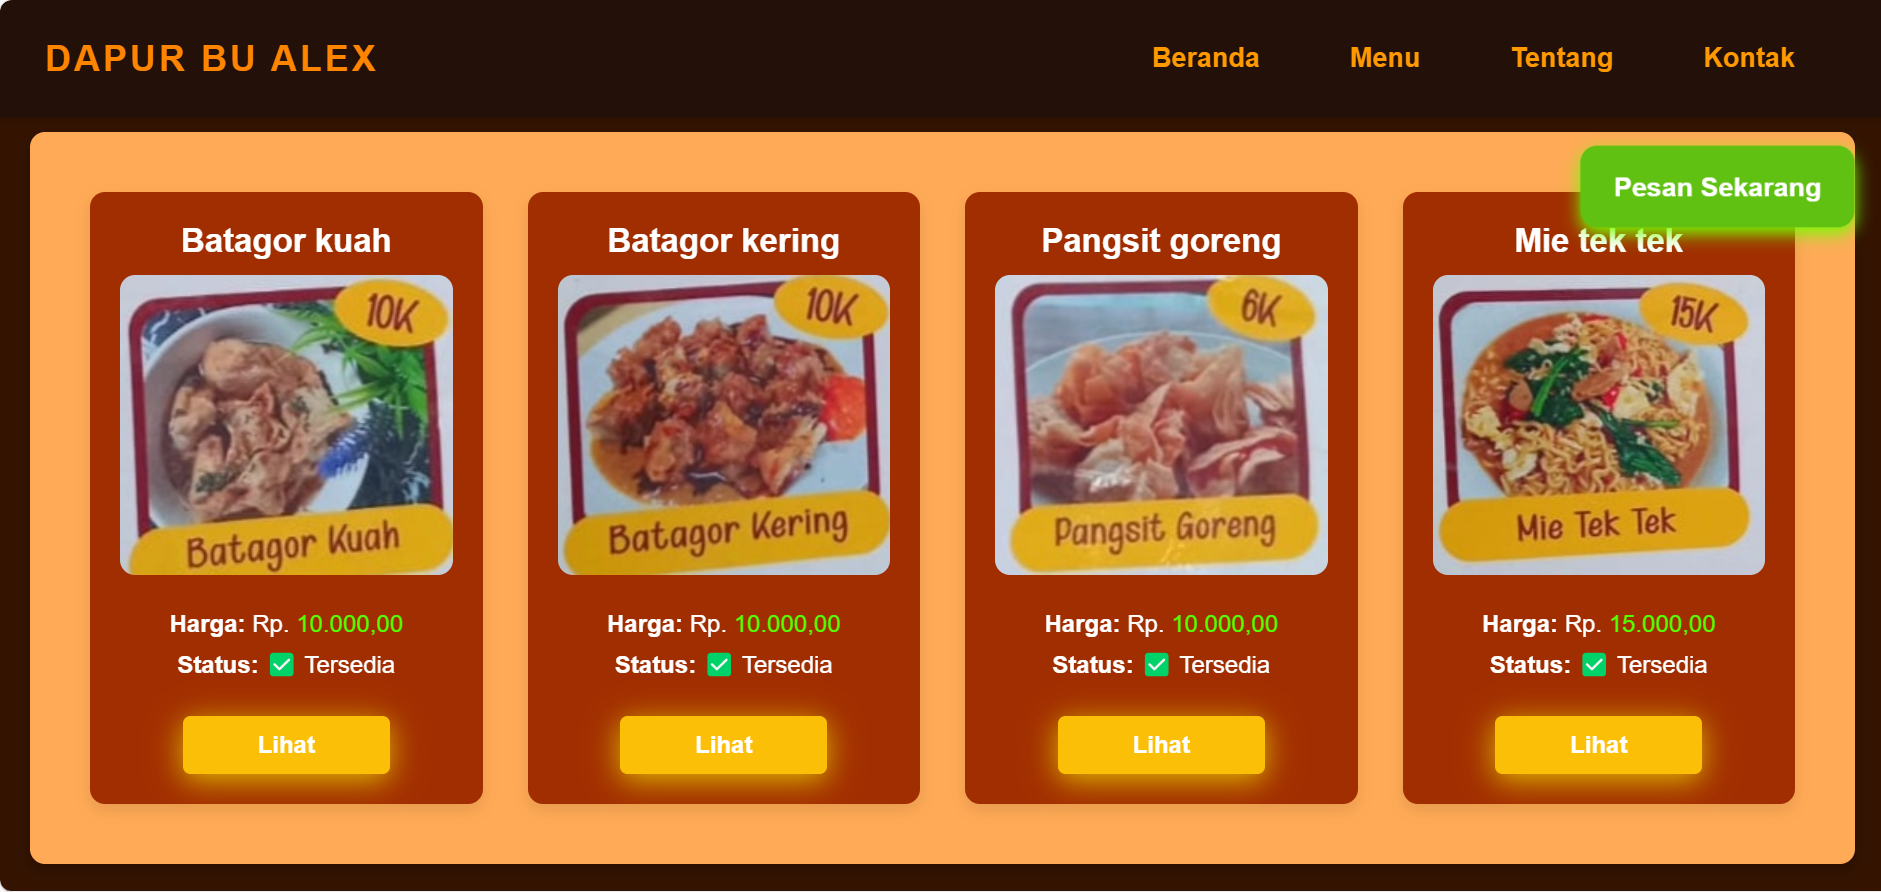 DAPUR BU ALEX
Beranda
Menu
Tentang
Kontak
Pesan Sekarang
Batagor kuah
10K
Batagor Kuah
Harga: Rp. 10.000,00
Status: ✅ Tersedia
Lihat
Batagor kering
10K
Batagor Kering
Harga: Rp. 10.000,00
Status: ✅ Tersedia
Lihat
Pangsit goreng
6K
Pangsit Goreng
Harga: Rp. 10.000,00
Status: ✅ Tersedia
Lihat
Mie tek tek
15K
Mie Tek Tek
Harga: Rp. 15.000,00
Status: ✅ Tersedia
Lihat